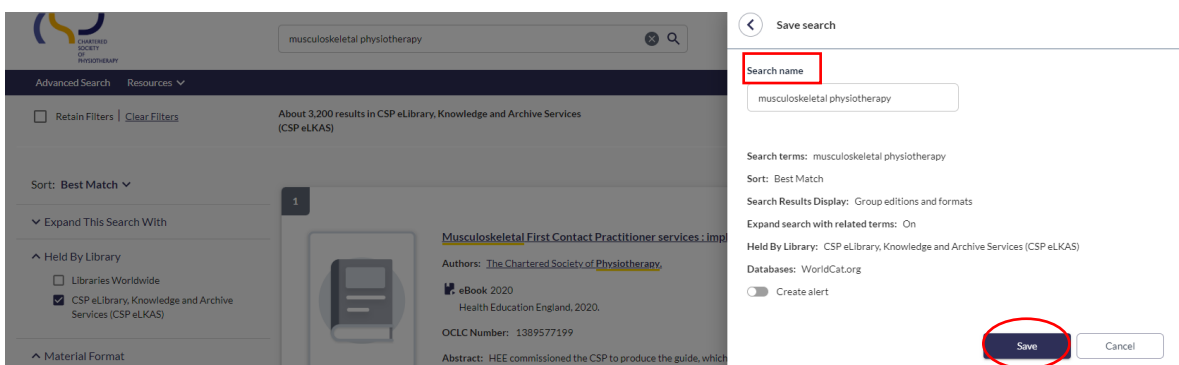 CHARTERED
SOCIETY
OF
PHYSIOTHERAPY
musculoskeletal physiotherapy
Advanced Search Resources
Retain Filters | Clear Filters
About 3,200 results in CSP eLibrary, Knowledge and Archive Services
(CSP eLKAS)
Sort: Best Match
Expand This Search With
Held By Library
Libraries Worldwide
CSP eLibrary, Knowledge and Archive
Services (CSP eLKAS)
Material Format
1
Musculoskeletal First Contact Practitioner services : impl
Authors: The Chartered Society of Physiotherapy,
eBook 2020
Health Education England, 2020.
OCLC Number: 1389577199
Abstract: HEE commissioned the CSP to produce the guide, which
Save search
Search name
musculoskeletal physiotherapy
Search terms: musculoskeletal physiotherapy
Sort: Best Match
Search Results Display: Group editions and formats
Expand search with related terms: On
Held By Library: CSP eLibrary, Knowledge and Archive Services (CSP eLKAS)
Databases: WorldCat.org
Create alert
Save Cancel